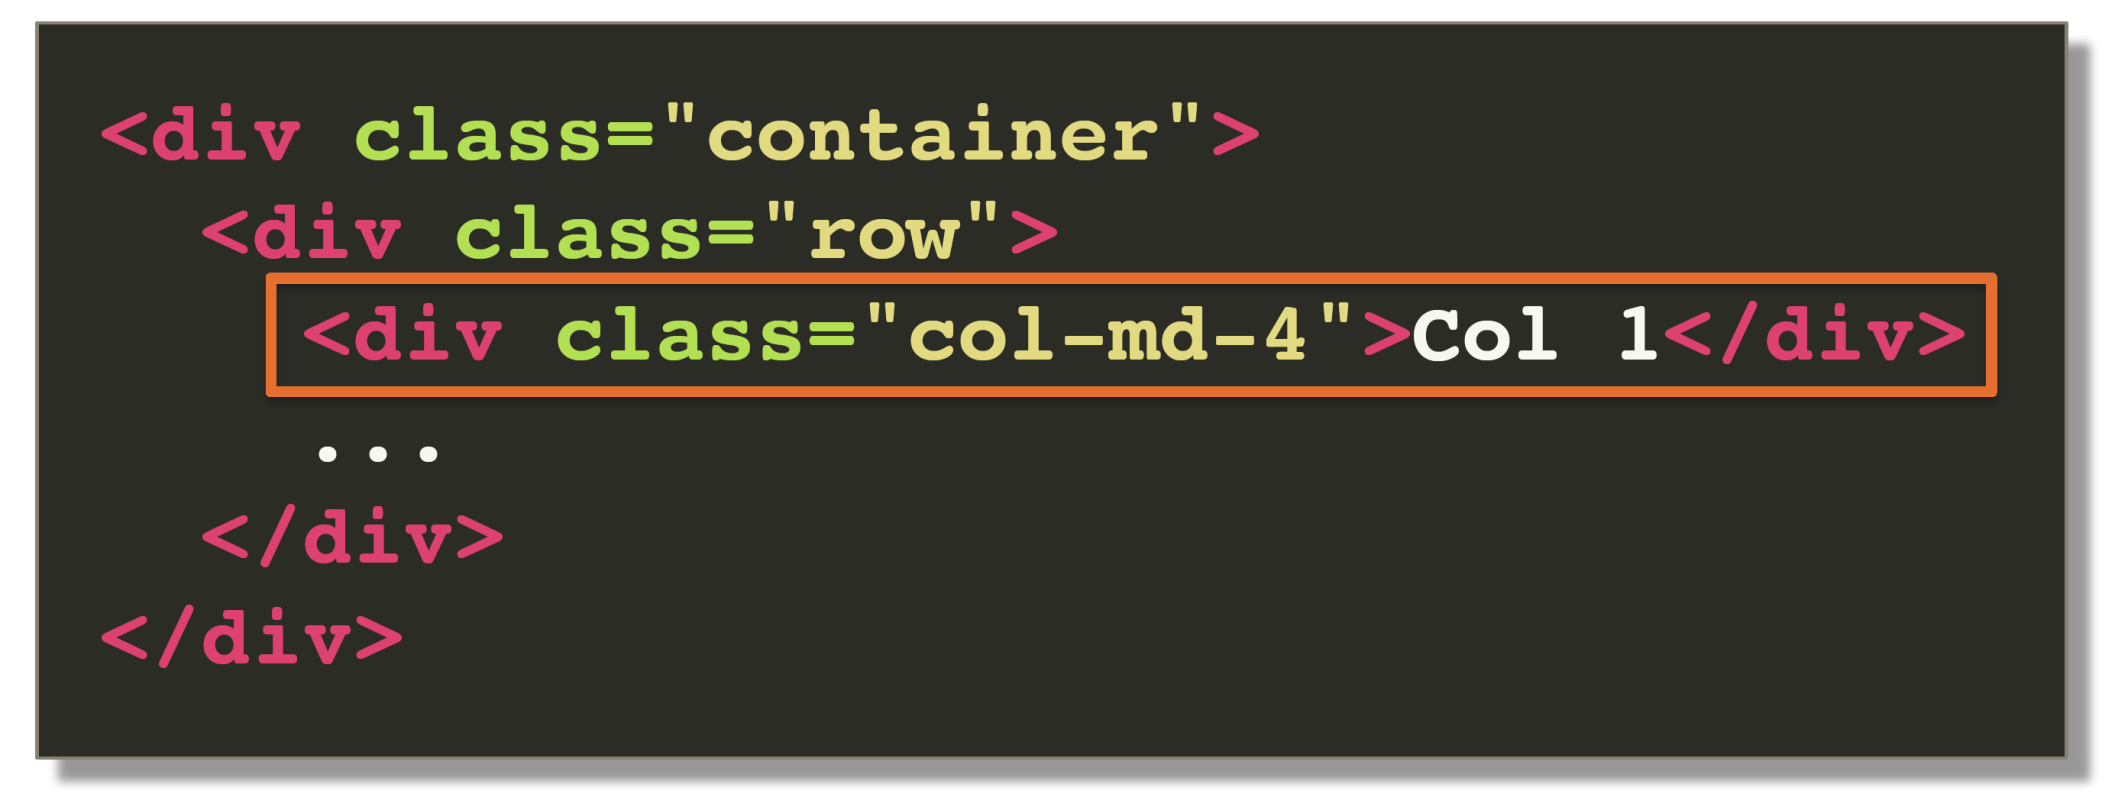 <div class="container">
<div class="row">
<div class="col-md-4">Col 1</div>
...
</div>
</div>